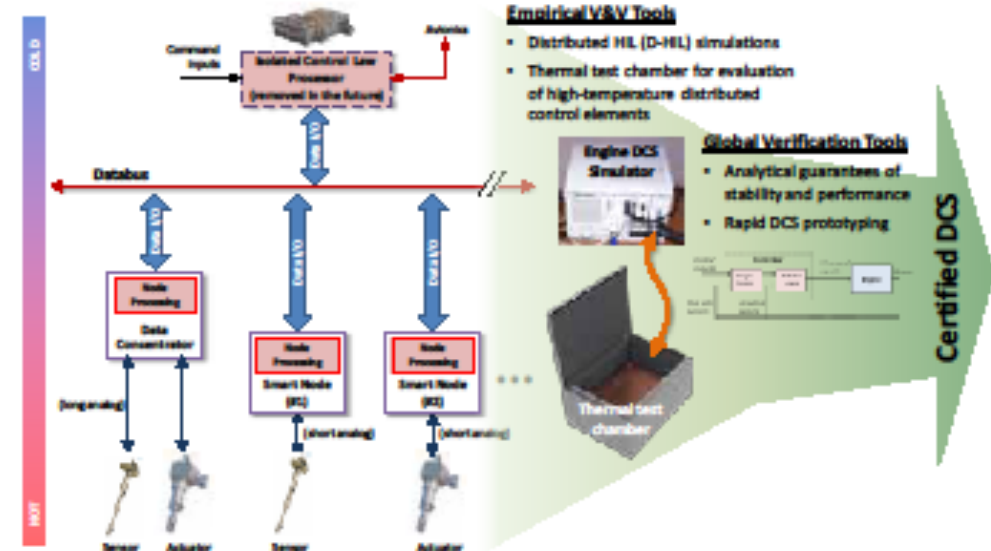 COLD
HOT
Command
Inputs
Avionics
Isolated Control Law
Processor
(removed in the future)
Data I/O
Databus
Data I/O
Data I/O
Data I/O
Node
Processing
Data
Concentrator
Node
Processing
Smart Node
(#1)
Node
Processing
Smart Node
(#2)
(long analog)
(short analog)
(short analog)
Sensor
Actuator
Sensor
Actuator
Empirical V&V Tools
▪ Distributed HIL (D-HIL) simulations
▪ Thermal test chamber for evaluation
of high-temperature distributed
control elements
Engine DCS
Simulator
Thermal test
chamber
Global Verification Tools
▪ Analytical guarantees of
stability and performance
▪ Rapid DCS prototyping
Certified DCS